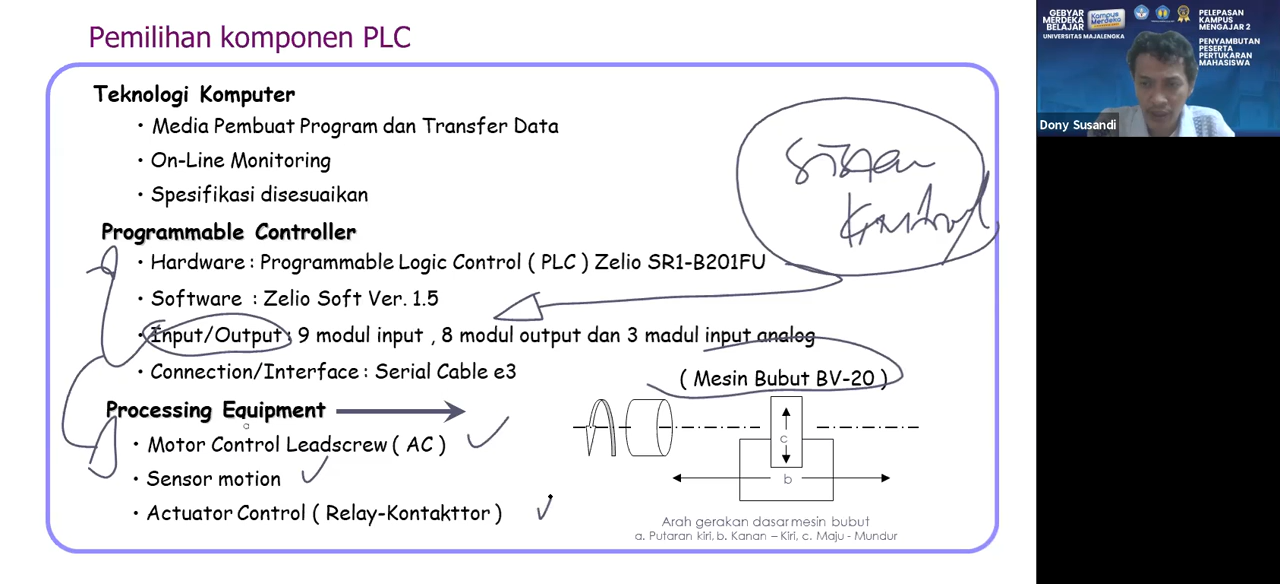 Pemilihan komponen PLC
Teknologi Komputer
• Media Pembuat Program dan Transfer Data
• On-Line Monitoring
• Spesifikasi disesuaikan
Sistem
Kontrol
Programmable Controller
• Hardware : Programmable Logic Control ( PLC ) Zelio SR1-B201FU
• Software : Zelio Soft Ver. 1.5
• Input/Output : 9 modul input , 8 modul output dan 3 madul input analog
• Connection/Interface : Serial Cable e3
( Mesin Bubut BV-20 )
Processing Equipment
a
• Motor Control Leadscrew ( AC )
• Sensor motion
• Actuator Control ( Relay-Kontakttor )
c
b
Arah gerakan dasar mesin bubut
a. Putaran kiri, b. Kanan – Kiri, c. Maju - Mundur
GEBYAR
MERDEKA
BELAJAR
UNIVERSITAS MAJALENGKA
Kampus
Merdeka
PELEPASAN
KAMPUS
MENGAJAR 2
PENYAMBUTAN
PESERTA
PERTUKARAN
MAHASISWA
Dony Susandi